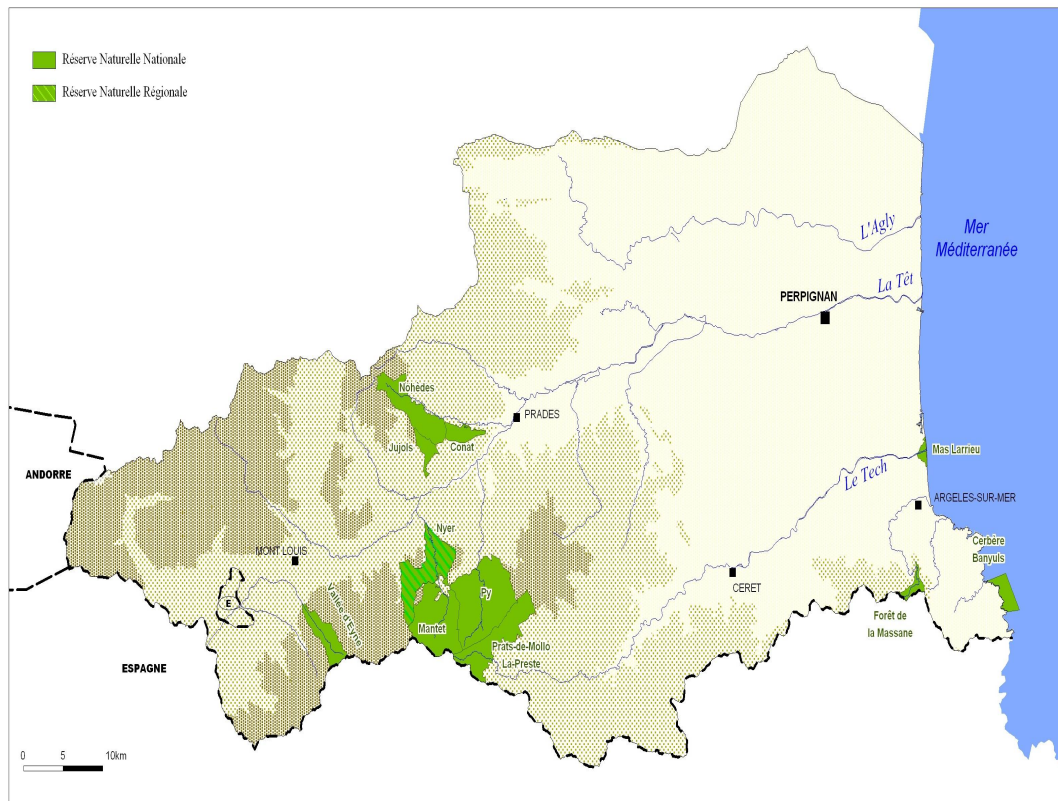 Réserve Naturelle Nationale
Réserve Naturelle Régionale
L'Agly
Mer
Méditerranée
La Têt
PERPIGNAN
Nohèdes
PRADES
Jujols
Conat
Mas Larrieu
Le Tech
ANDORRE
ARGELES-SUR-MER
Nyer
Cerbère
Banyuls
MONT LOUIS
CERET
Py
E
Vallée d'Eyne
Mantet
Forêt de
la Massane
Prats-de-Mollo
La-Preste
ESPAGNE
0 5 10km